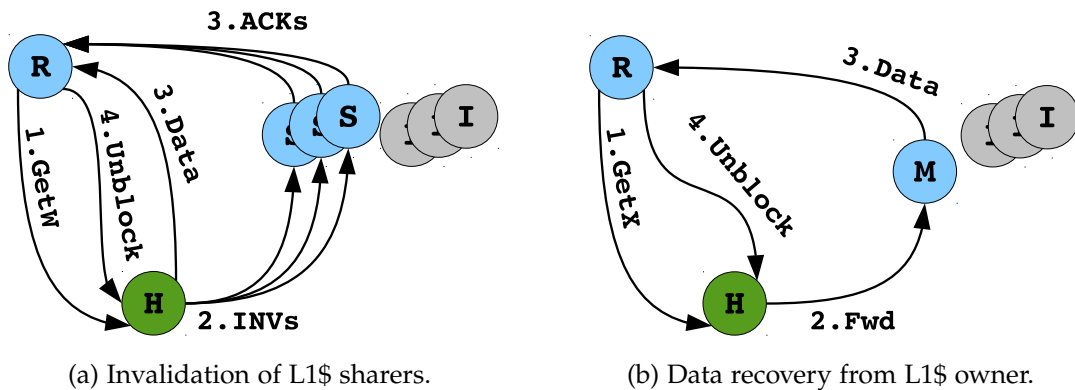 3.ACKs
R
3.Data
4.Unblock
1.GetW
S
S
S
I
H
2.INVs
(a) Invalidation of L1$ sharers.
R
3.Data
4.Unblock
1.GetX
M
I
H
2.Fwd
(b) Data recovery from L1$ owner.